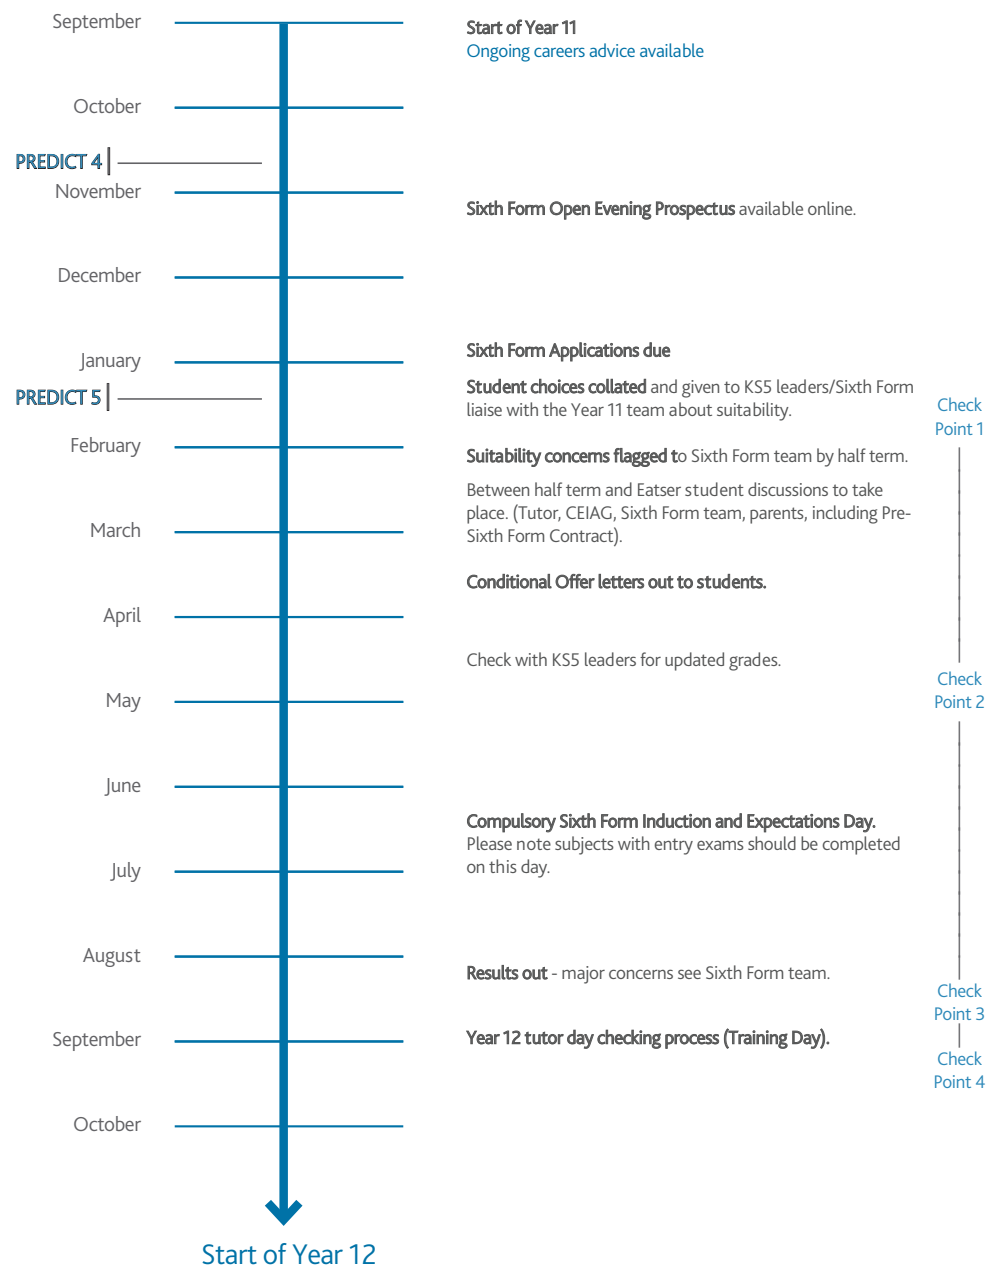 September
Start of Year 11
Ongoing careers advice available
October
PREDICT 4
November
Sixth Form Open Evening Prospectus available online.
December
January
Sixth Form Applications due
PREDICT 5
Student choices collated and given to KS5 leaders/Sixth Form
liaise with the Year 11 team about suitability.
Check
Point 1
February
Suitability concerns flagged to Sixth Form team by half term.
Between half term and Eatser student discussions to take
place. (Tutor, CEIAG, Sixth Form team, parents, including Pre-
Sixth Form Contract).
March
Conditional Offer letters out to students.
April
Check with KS5 leaders for updated grades.
Check
Point 2
May
June
Compulsory Sixth Form Induction and Expectations Day.
Please note subjects with entry exams should be completed
on this day.
July
August
Results out - major concerns see Sixth Form team.
Check
Point 3
September
Year 12 tutor day checking process (Training Day).
Check
Point 4
October
Start of Year 12